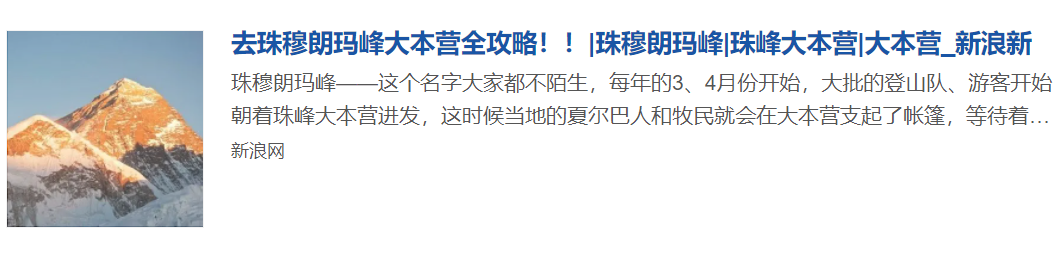 去珠穆朗玛峰大本营全攻略！！|珠穆朗玛峰|珠峰大本营|大本营_新浪新
珠穆朗玛峰——这个名字大家都不陌生，每年的3、4月份开始，大批的登山队、游客开始
朝着珠峰大本营进发，这时候当地的夏尔巴人和牧民就会在大本营支起了帐篷，等待着...
新浪网